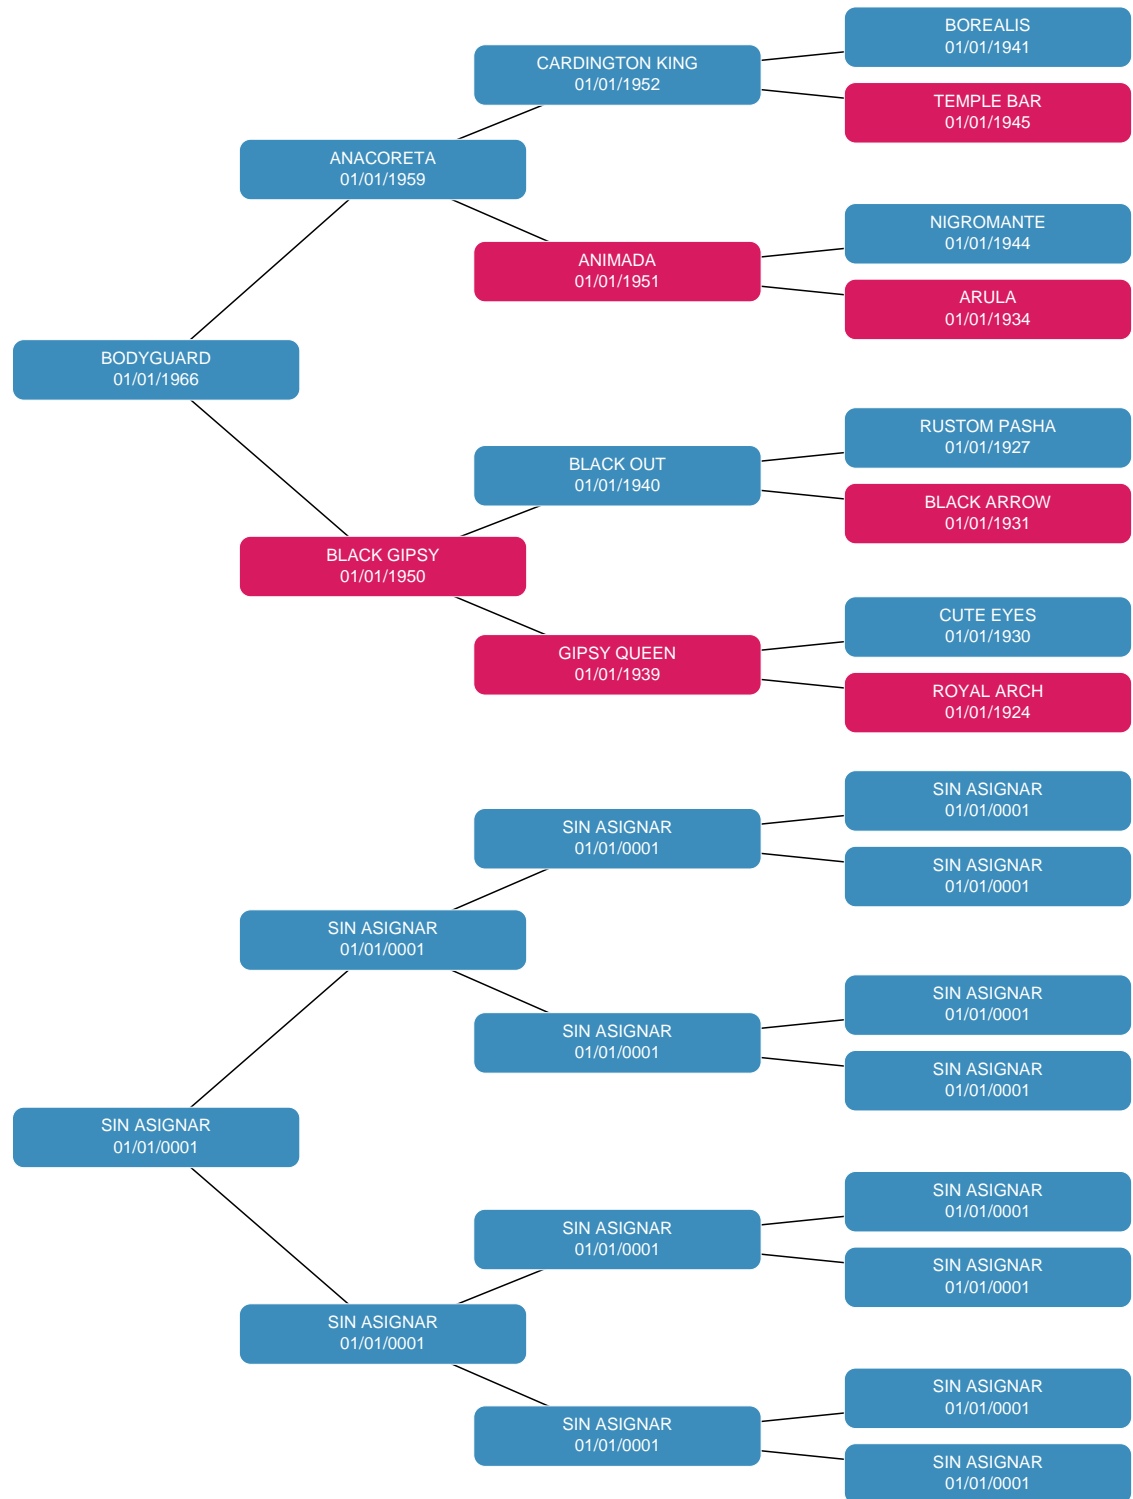 BOREALIS
01/01/1941
CARDINGTON KING
01/01/1952
TEMPLE BAR
01/01/1945
ANACORETA
01/01/1959
NIGROMANTE
01/01/1944
ANIMADA
01/01/1951
ARULA
01/01/1934
BODYGUARD
01/01/1966
RUSTOM PASHA
01/01/1927
BLACK OUT
01/01/1940
BLACK ARROW
01/01/1931
BLACK GIPSY
01/01/1950
CUTE EYES
01/01/1930
GIPSY QUEEN
01/01/1939
ROYAL ARCH
01/01/1924
SIN ASIGNAR
01/01/0001
SIN ASIGNAR
01/01/0001
SIN ASIGNAR
01/01/0001
SIN ASIGNAR
01/01/0001
SIN ASIGNAR
01/01/0001
SIN ASIGNAR
01/01/0001
SIN ASIGNAR
01/01/0001
SIN ASIGNAR
01/01/0001
SIN ASIGNAR
01/01/0001
SIN ASIGNAR
01/01/0001
SIN ASIGNAR
01/01/0001
SIN ASIGNAR
01/01/0001
SIN ASIGNAR
01/01/0001
SIN ASIGNAR
01/01/0001
SIN ASIGNAR
01/01/0001